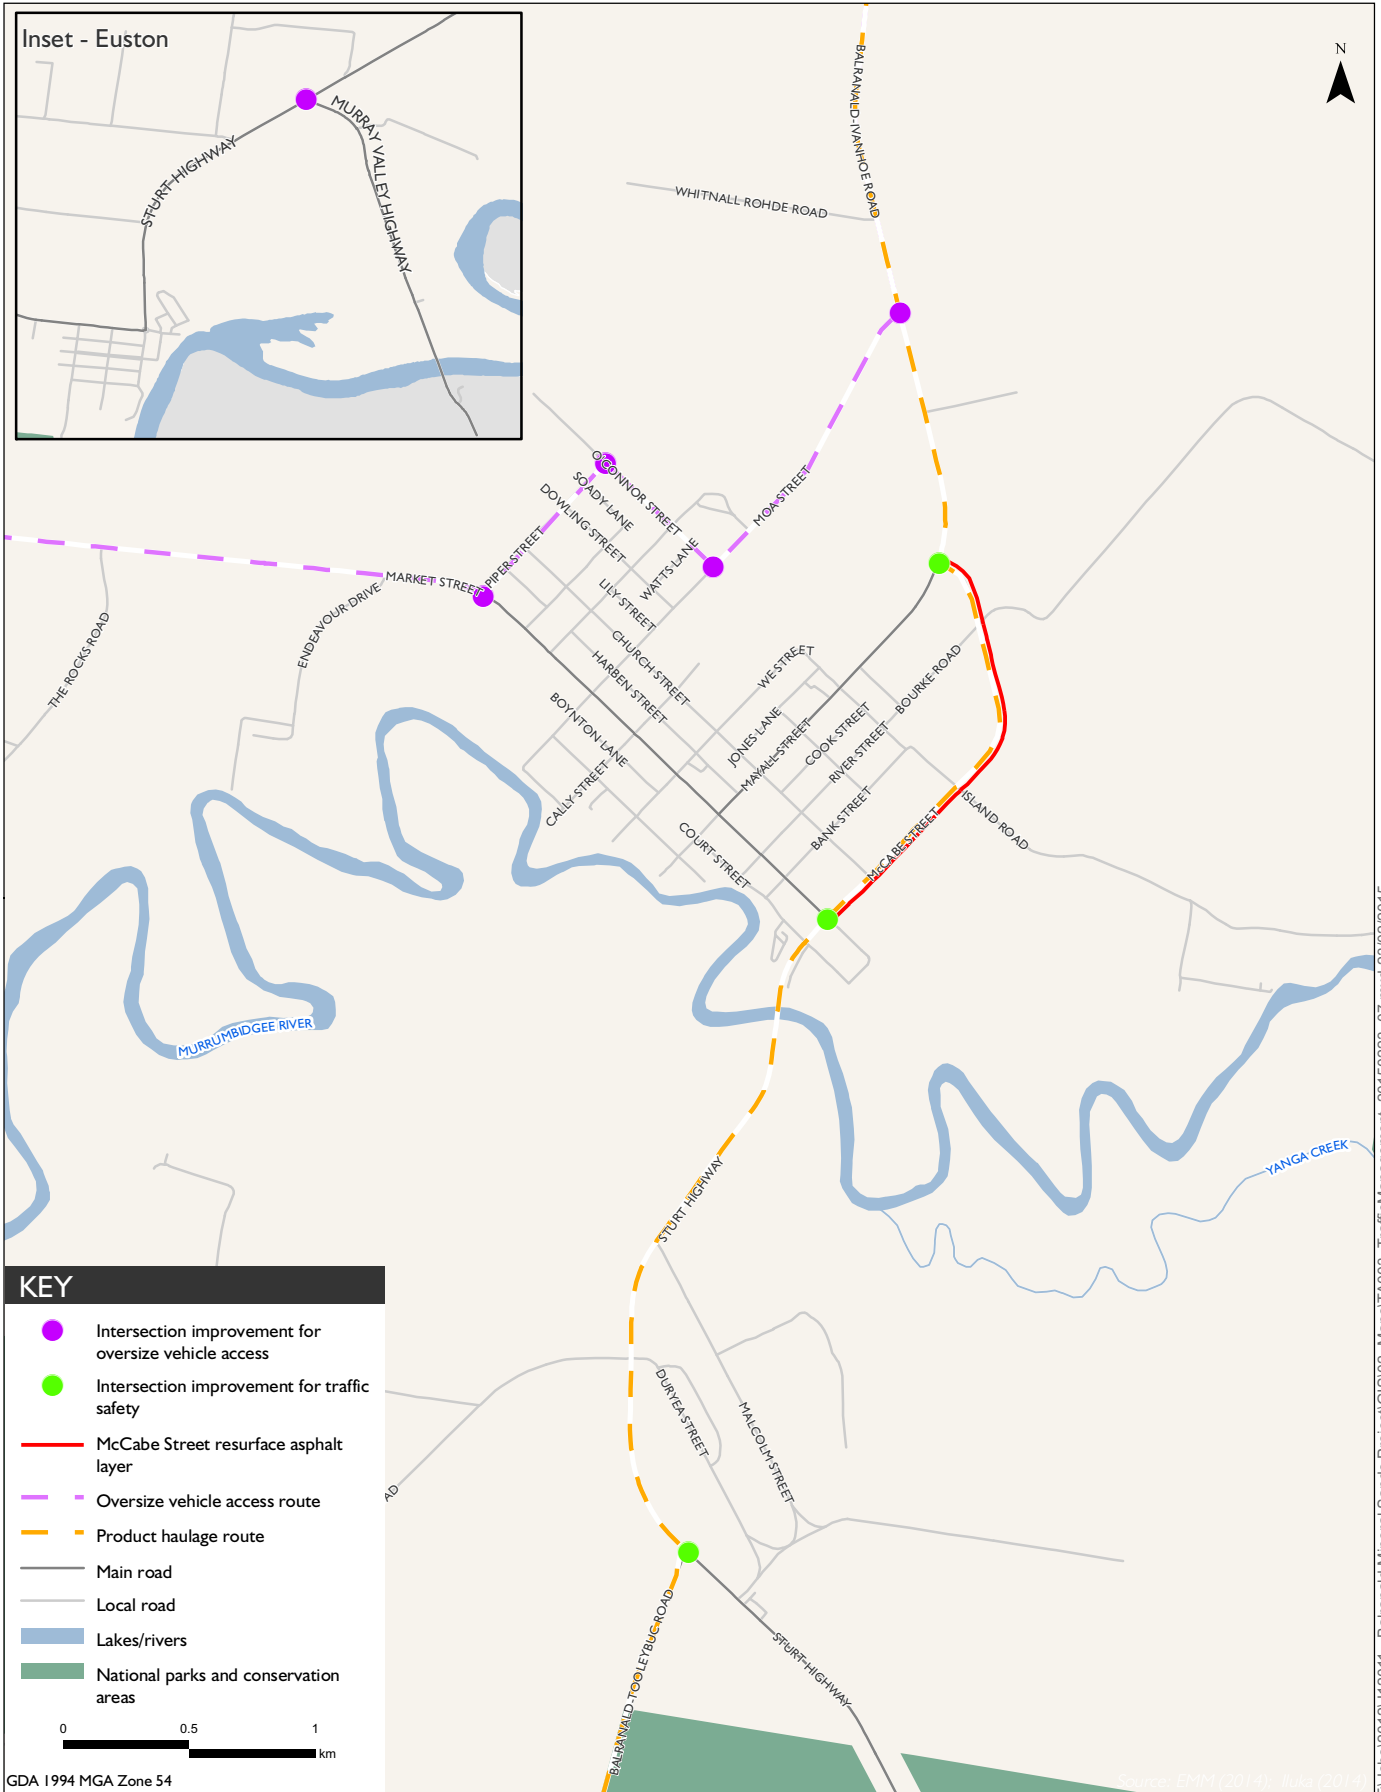 Inset - Euston
STURT HIGHWAY
MURRAY VALLEY HIGHWAY
N
BALRANALD-IVANHOE ROAD
WHITNALL ROHDE ROAD
MOA STREET
O'CONNOR STREET
SOADY LANE
DOWLING STREET
PIPER STREET
MARKET STREET
ENDEAVOUR DRIVE
THE ROCKS ROAD
WATTS LANE
LILY STREET
CHURCH STREET
HARBEN STREET
BOYNTON LANE
CALLY STREET
WE STREET
JONES LANE
MAYALL STREET
COOK STREET
RIVER STREET
BOURKE ROAD
BANK STREET
COURT STREET
McCABE STREET
ISLAND ROAD
MURRUMBIDGEE RIVER
YANGA CREEK
STURT HIGHWAY
DURYEA STREET
MALCOLM STREET
AD
STURT HIGHWAY
BALRANALD-TOOLEYBUC ROAD
KEY
Intersection improvement for
oversize vehicle access
Intersection improvement for traffic
safety
McCabe Street resurface asphalt
layer
Oversize vehicle access route
Product haulage route
Main road
Local road
Lakes/rivers
National parks and conservation
areas
0 0.5 1
km
GDA 1994 MGA Zone 54
Source: EMM (2014); Iluka (2014)